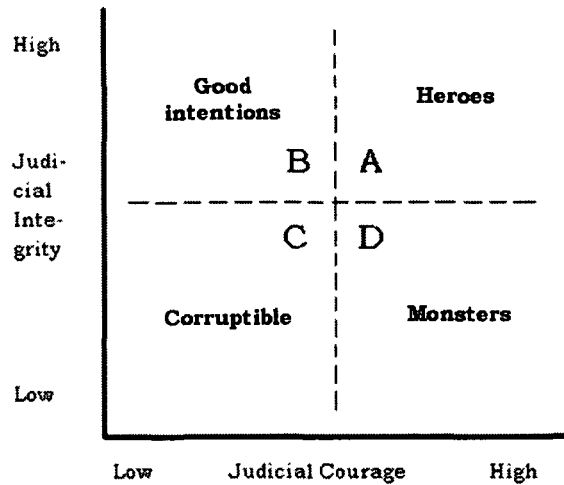 High
Good
intentions
Heroes
B
A
Judi-
cial
Inte-
grity
C
D
Corruptible
Monsters
Low
Low
Judicial Courage
High